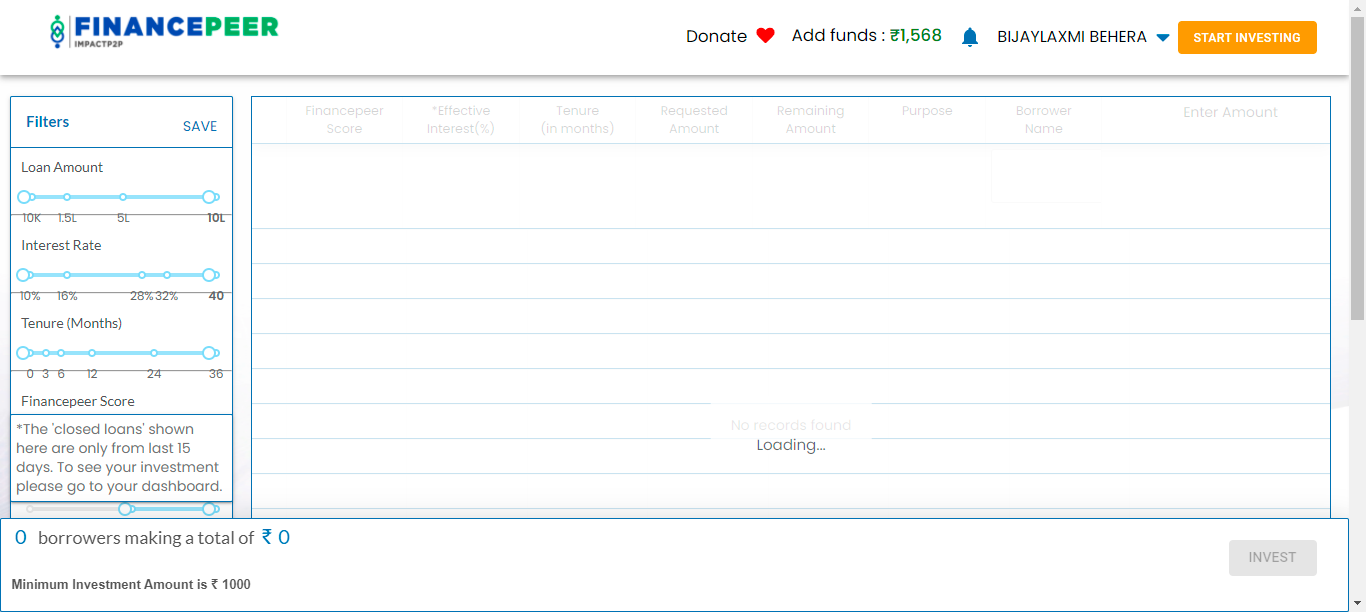 FINANCEPEER
IMPACTP2P
Donate Add funds : ₹1,568 BIJAYLAXMI BEHERA START INVESTING
Filters SAVE
Loan Amount
10K 1.5L 5L 10L
Interest Rate
10% 16% 28% 32% 40
Tenure (Months)
0 3 6 12 24 36
Financepeer Score
*The 'closed loans' shown
here are only from last 15
days. To see your investment
please go to your dashboard.
Financepeer *Effective Tenure Requested Remaining Purpose Borrower Enter Amount
Score Interest(%) (in months) Amount Amount Name
No records found
Loading...
0 borrowers making a total of ₹ 0
INVEST
Minimum Investment Amount is ₹ 1000